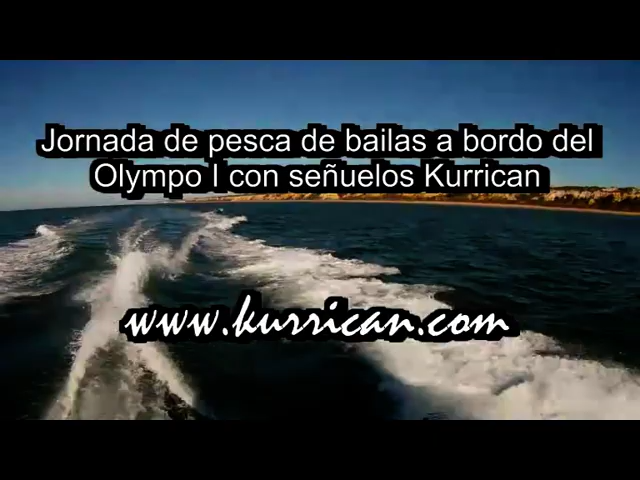 Jornada de pesca de bailas a bordo del
Olympo I con señuelos Kurrican
www.kurrican.com